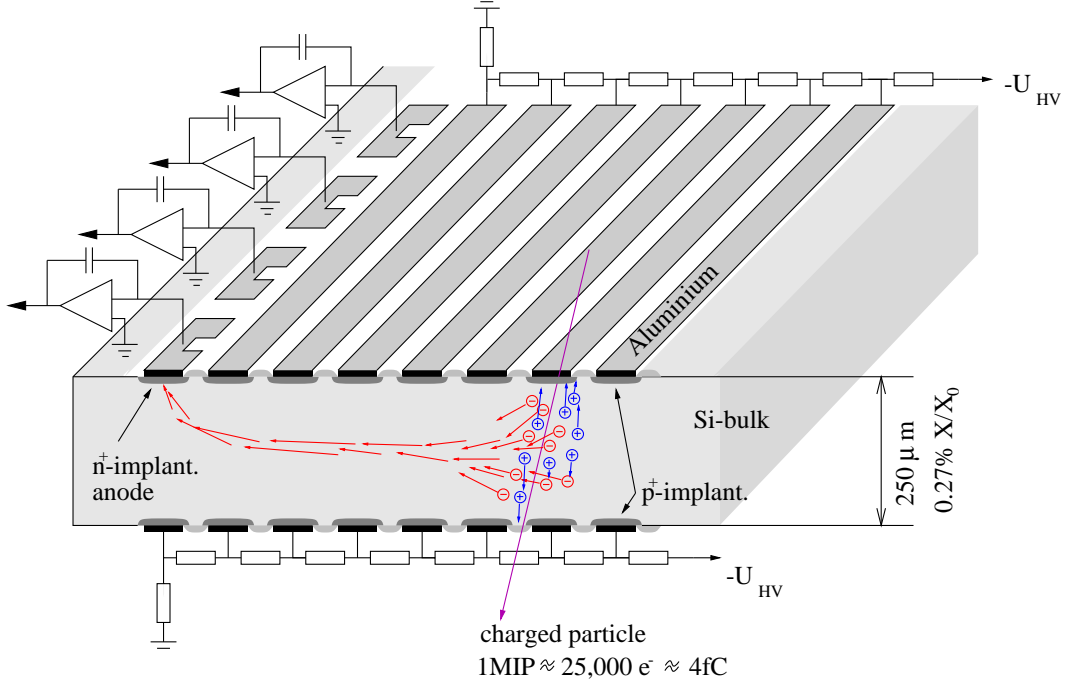 -U HV
Aluminium
Si-bulk
n+-implant.
anode
p+-implant.
250 μ m
0.27% X/X0
-U HV
charged particle
1MIP ≈ 25,000 e- ≈ 4fC